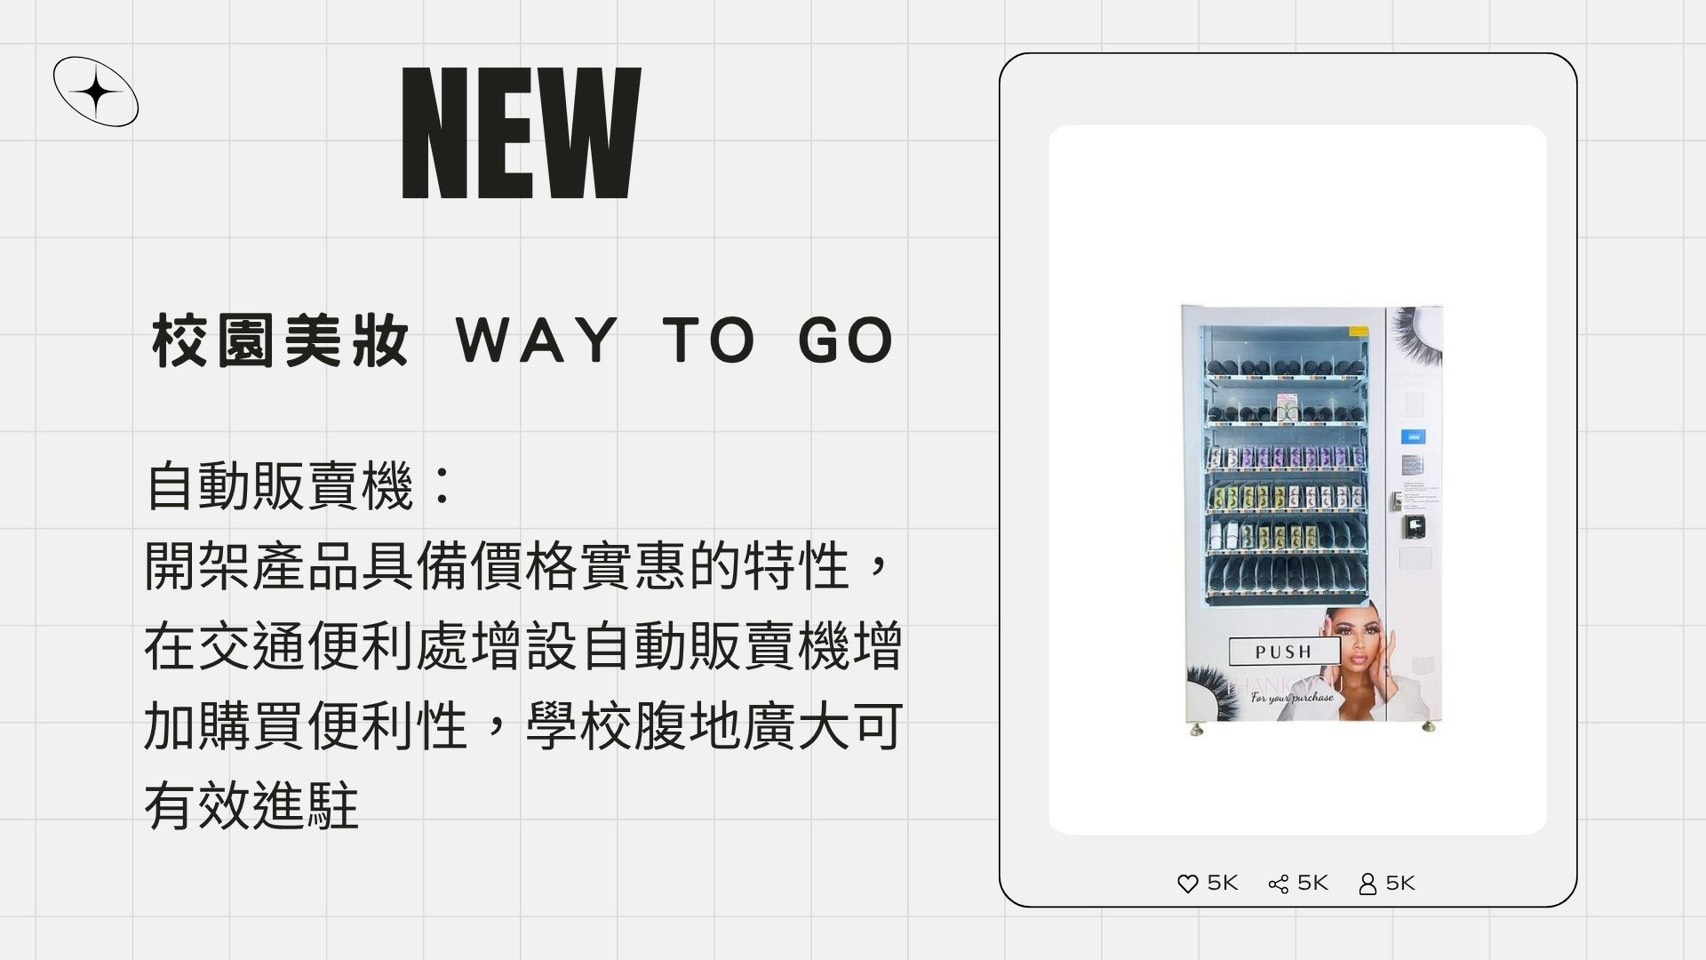 NEW
校園美妝 WAY TO GO
自動販賣機：
開架產品具備價格實惠的特性，
在交通便利處增設自動販賣機增
加購買便利性，學校腹地廣大可
有效進駐
PUSH
THANK YOU
For your purchase
5K 5K 5K